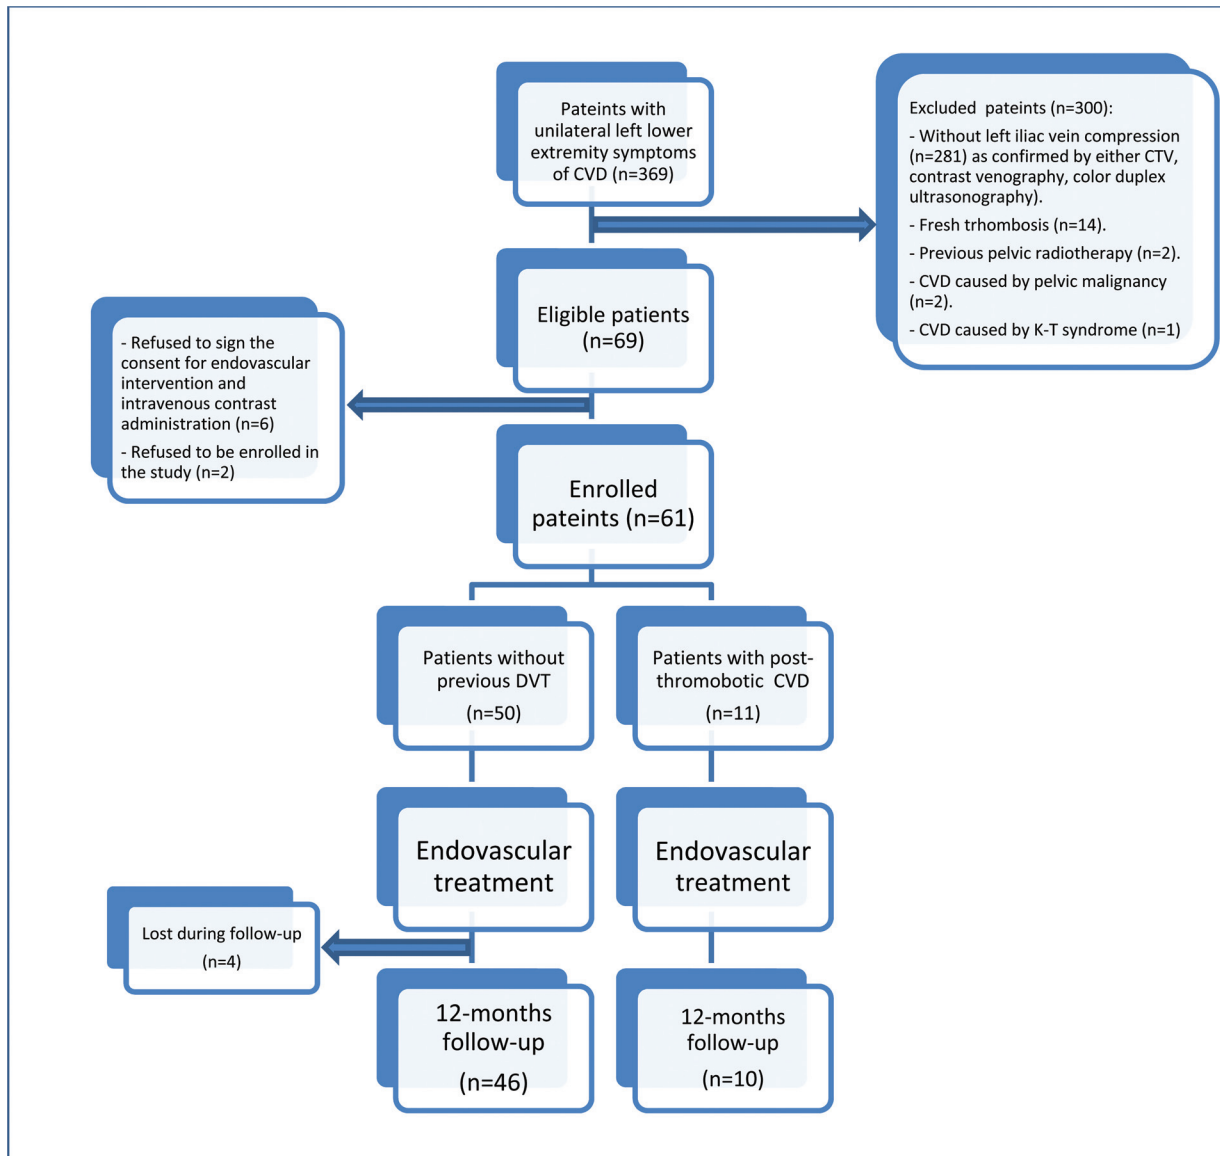 Pateints with
unilateral left lower
extremity symptoms
of CVD (n=369)
Excluded  pateints (n=300):
- Without left iliac vein compression
(n=281) as confirmed by either CTV,
contrast venography, color duplex
ultrasonography).
- Fresh trhombosis (n=14).
- Previous pelvic radiotherapy (n=2).
- CVD caused by pelvic malignancy
(n=2).
- CVD caused by K-T syndrome (n=1)
Eligible patients
(n=69)
- Refused to sign the
consent for endovascular
intervention and
intravenous contrast
administration (n=6)
- Refused to be enrolled in
the study (n=2)
Enrolled
pateints (n=61)
Patients without
previous DVT
(n=50)
Patients with post-
thromobotic  CVD
(n=11)
Endovascular
treatment
Endovascular
treatment
Lost during follow-up
(n=4)
12-months
follow-up
(n=46)
12-months
follow-up
(n=10)